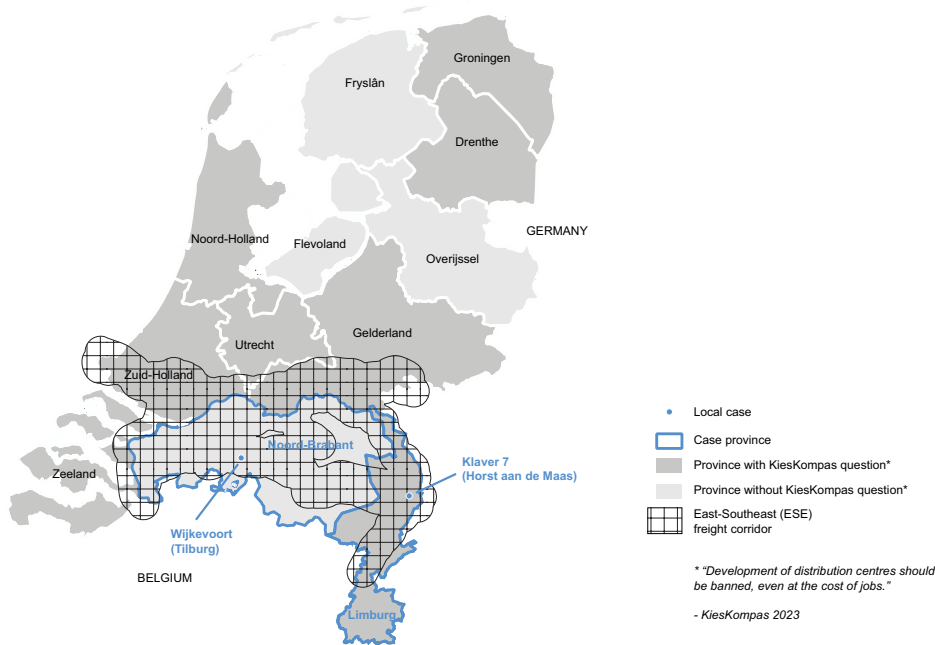 Groningen
Fryslân
Drenthe
Noord-Holland
Flevoland
GERMANY
Overijssel
Gelderland
Utrecht
Zuid-Holland
Noord-Brabant
Zeeland
Klaver 7
(Horst aan de Maas)
Wijkevoort
(Tilburg)
BELGIUM
Limburg
Local case
Case province
Province with KiesKompas question*
Province without KiesKompas question*
East-Southeast (ESE)
freight corridor
* “Development of distribution centres should
be banned, even at the cost of jobs.”
- KiesKompas 2023